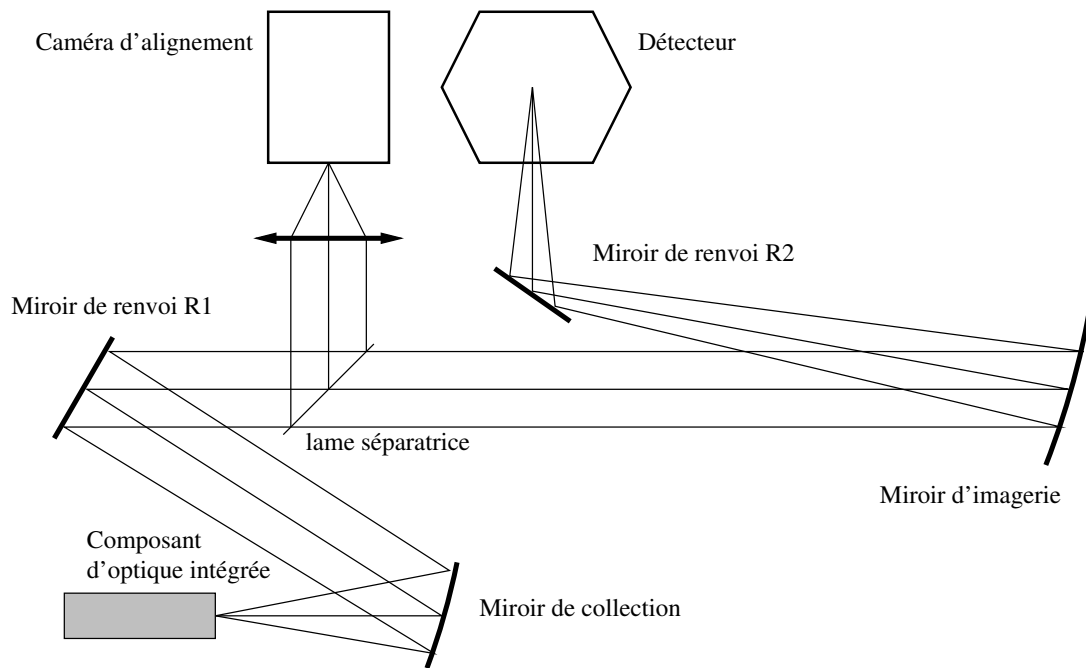 Caméra d'alignement
Détecteur
Miroir de renvoi R2
Miroir de renvoi R1
lame séparatrice
Miroir d'imagerie
Composant
d'optique intégrée
Miroir de collection